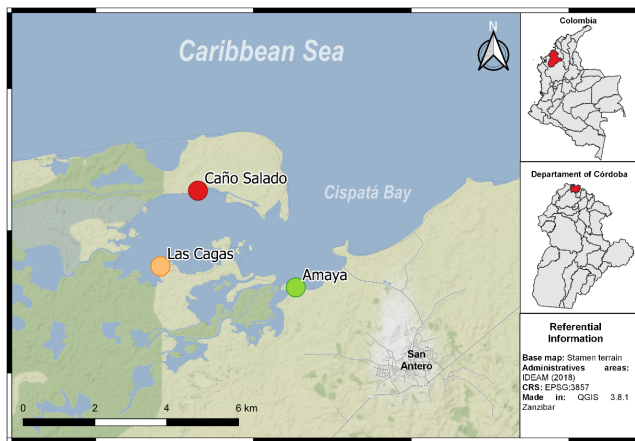 Caribbean Sea
N
Caño Salado
Cispatá Bay
Las Cagas
Amaya
San
Antero
0 2 4 6 km
Colombia
Departament of Córdoba
Referential
Information
Base map: Stamen terrain
Administratives areas:
IDEAM (2018)
CRS: EPSG:3857
Made in: QGIS 3.8.1
Zanzibar